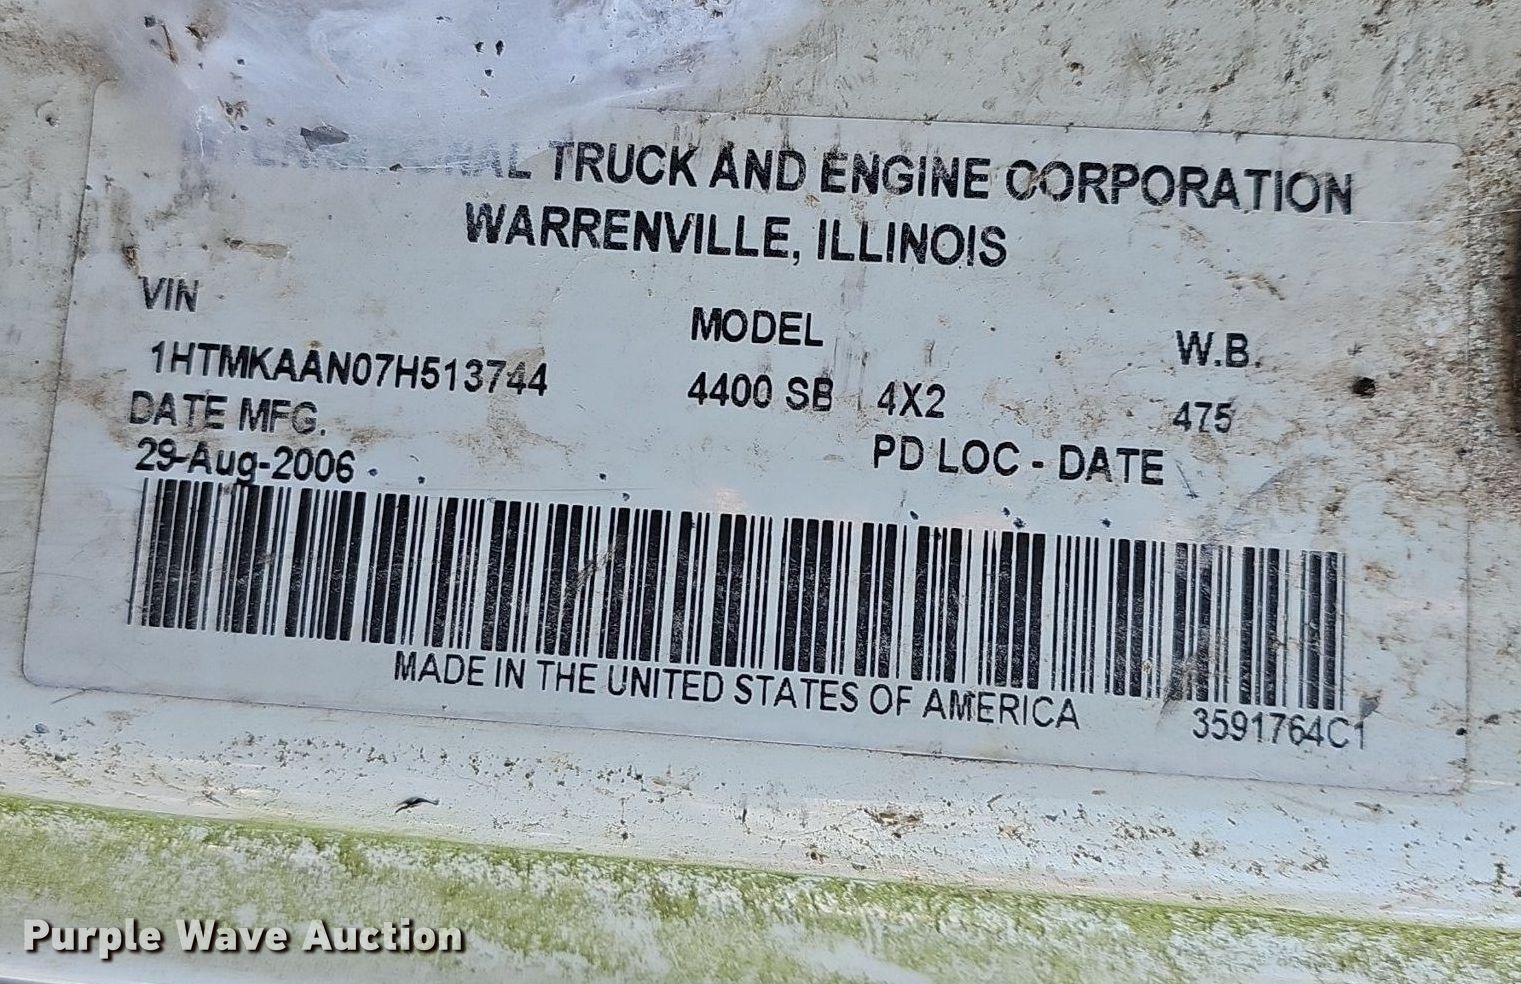 TRUCK AND ENGINE CORPORATION
WARRENVILLE, ILLINOIS
VIN
MODEL
W.B.
1HTMKAAN07H513744
4400 SB 4X2
475
DATE MFG.
PD LOC - DATE
29-Aug-2006
MADE IN THE UNITED STATES OF AMERICA
3591764C1
Purple Wave Auction